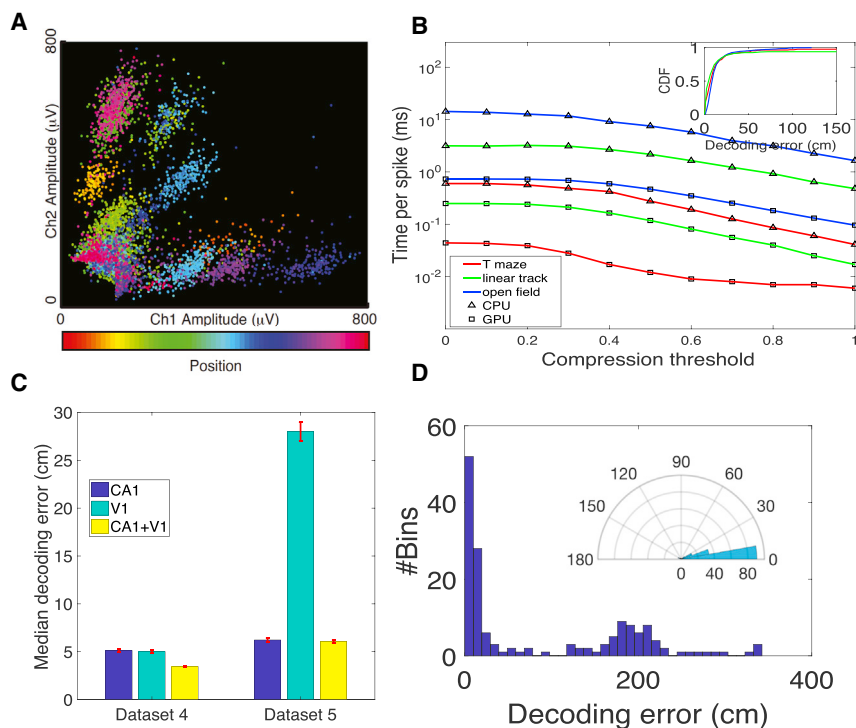 A
800
Ch2 Amplitude (μV)
0
0
Ch1 Amplitude (μV)
800
Position
B
10²
10¹
10⁰
10⁻¹
10⁻²
Time per spike (ms)
0
0.2
0.4
0.6
0.8
1
Compression threshold
T maze
linear track
open field
CPU
GPU
1
0.5
0
CDF
0
50
100
150
Decoding error (cm)
C
30
25
20
15
10
5
0
Median decoding error (cm)
CA1
V1
CA1+V1
Dataset 4
Dataset 5
D
60
40
20
0
#Bins
0
200
400
Decoding error (cm)
180
150
120
90
60
30
0
0
40
80